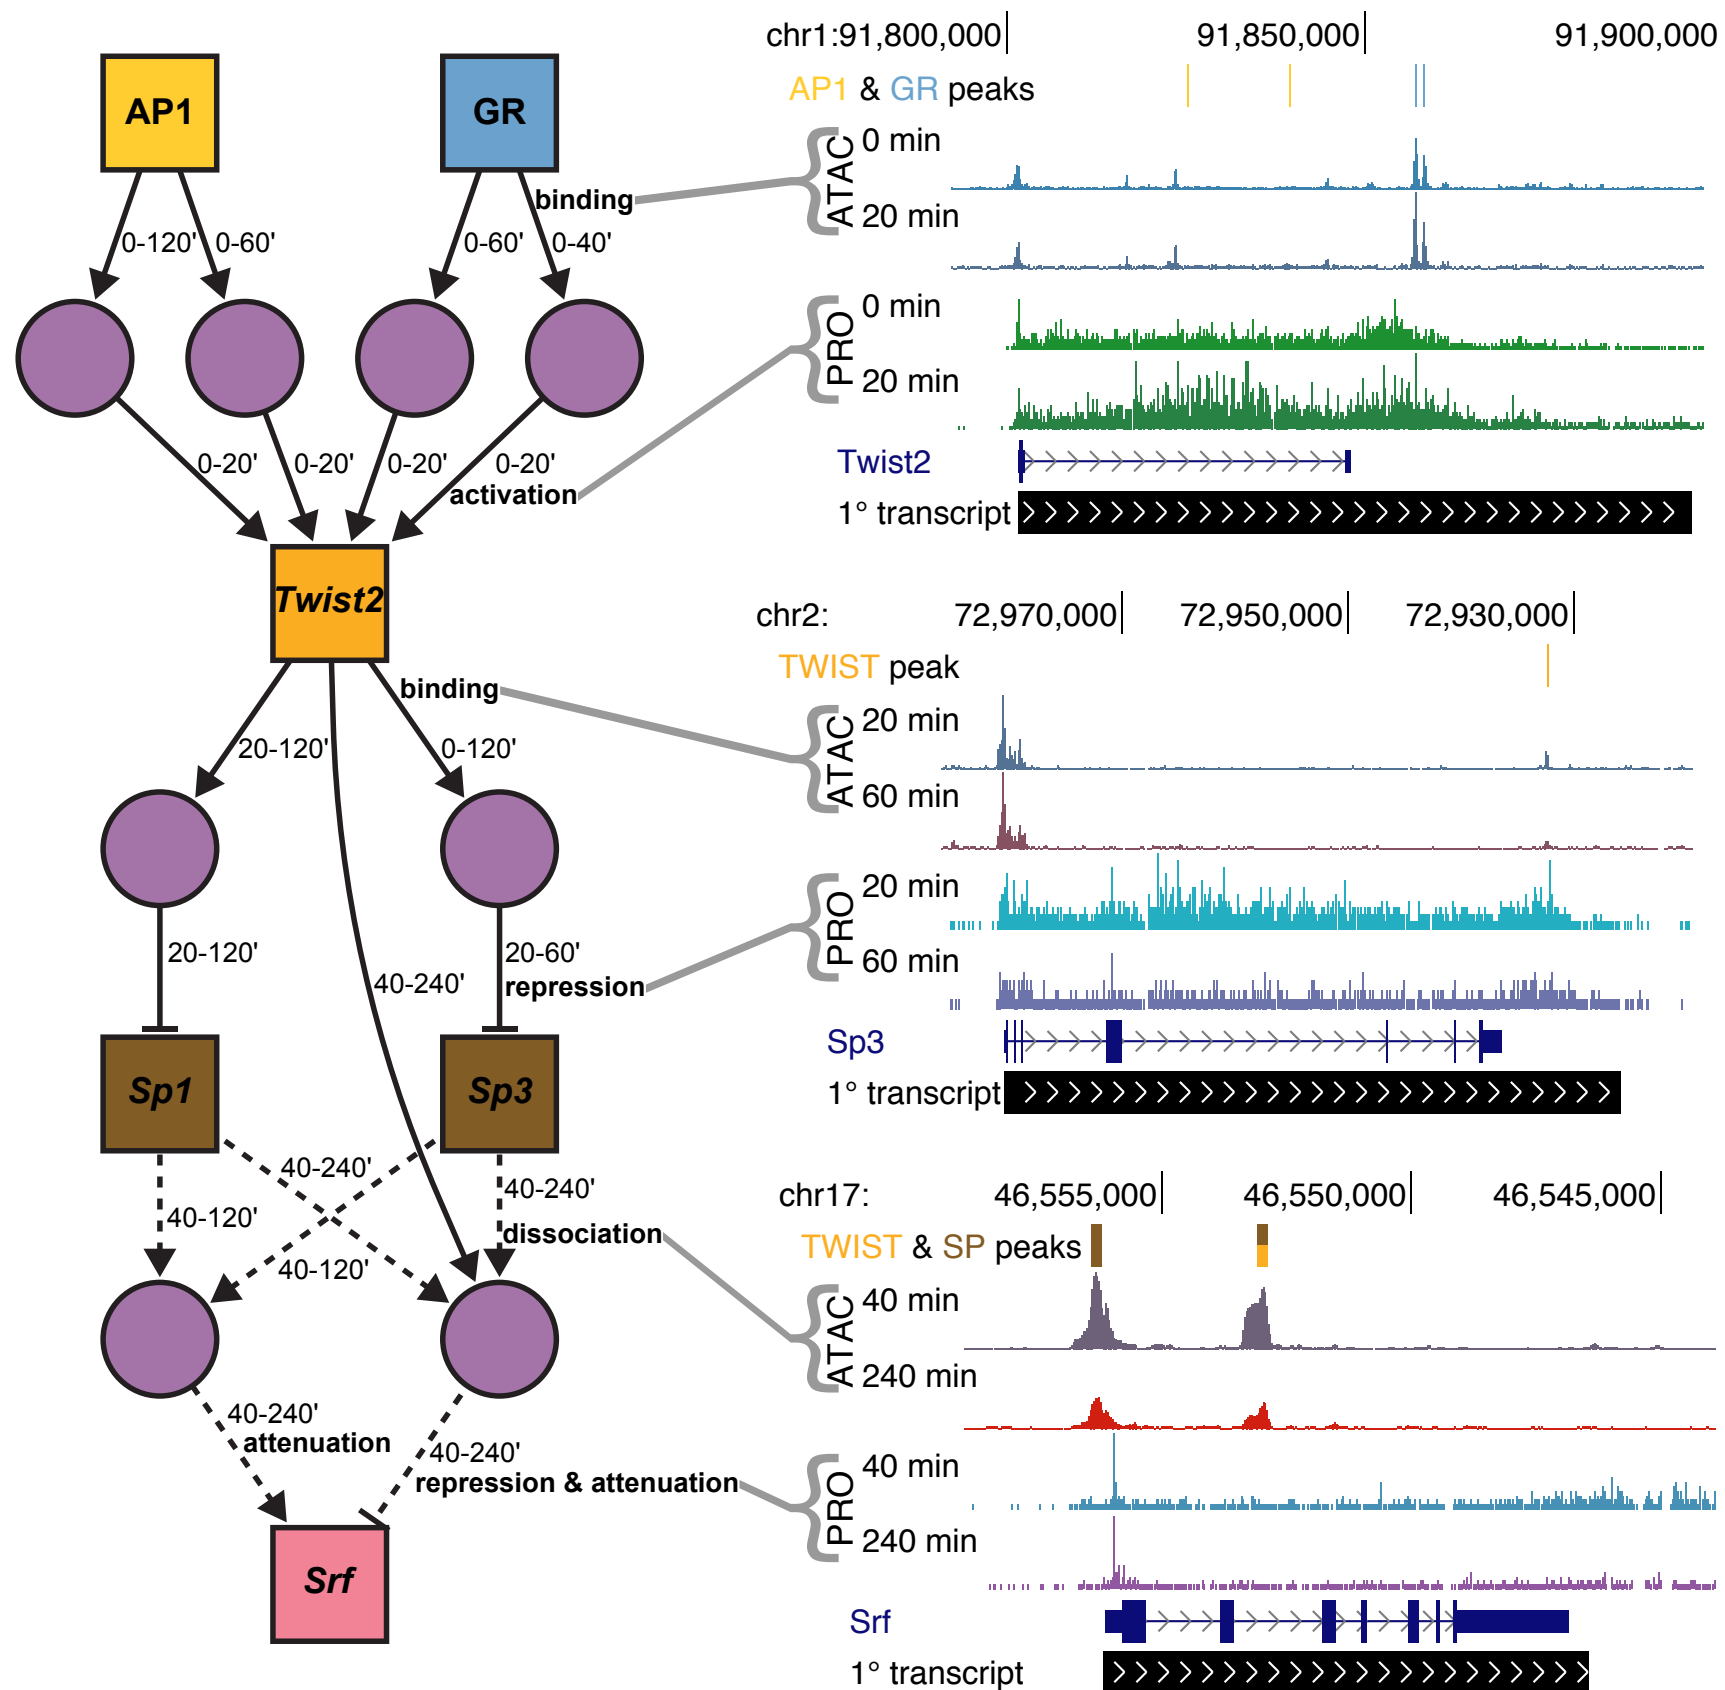 AP1
GR
binding
0-120'
0-60'
0-60'
0-40'
0-20'
0-20'
0-20'
0-20'
activation
Twist2
binding
20-120'
0-120'
20-120'
40-240'
20-60'
repression
Sp1
Sp3
40-240'
40-240'
40-120'
dissociation
40-120'
40-240'
attenuation
40-240'
repression & attenuation
Srf
chr1:91,800,000
91,850,000
91,900,000
AP1 & GR peaks
ATAC
0 min
20 min
PRO
0 min
20 min
Twist2
1° transcript
chr2:
72,970,000
72,950,000
72,930,000
TWIST peak
ATAC
20 min
60 min
PRO
20 min
60 min
Sp3
1° transcript
chr17:
46,555,000
46,550,000
46,545,000
TWIST & SP peaks
ATAC
40 min
240 min
PRO
40 min
240 min
Srf
1° transcript